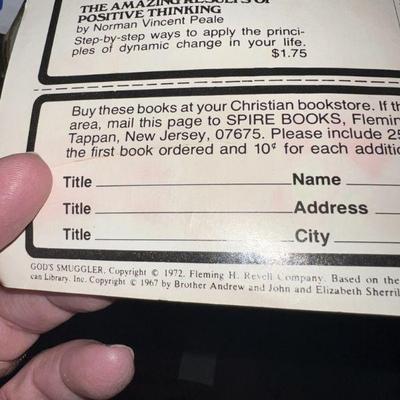 THE AMAZING RESULTS OF
POSITIVE THINKING
by Norman Vincent Peale
Step-by-step ways to apply the princi-
ples of dynamic change in your life.
$1.75
Buy these books at your Christian bookstore. If th
area, mail this page to SPIRE BOOKS, Flemin
Tappan, New Jersey, 07675. Please include 25
the first book ordered and 10¢ for each additio
Title Name
Title Address
Title City
GOD'S SMUGGLER. Copyright © 1972. Fleming H. Revell Company. Based on the
can Library. Inc. Copyright © 1967 by Brother Andrew and John and Elizabeth Sherril